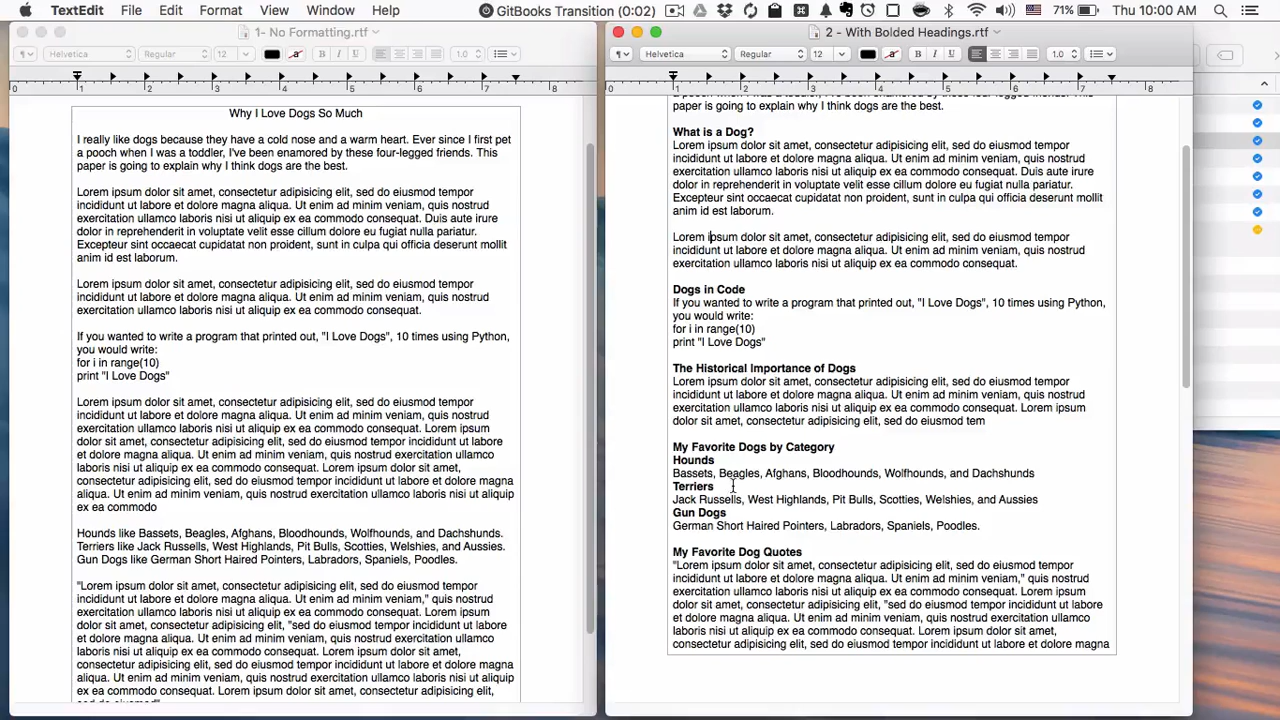 TextEdit File Edit Format View Window Help GitBooks Transition (0:02) 71% Thu 10:00 AM
1- No Formatting.rtf
Helvetica Regular 12 B I U 1.0
0 1 2 3 4 5 6 7 8
Why I Love Dogs So Much
I really like dogs because they have a cold nose and a warm heart. Ever since I first pet
a pooch when I was a toddler, I've been enamored by these four-legged friends. This
paper is going to explain why I think dogs are the best.
Lorem ipsum dolor sit amet, consectetur adipisicing elit, sed do eiusmod tempor
incididunt ut labore et dolore magna aliqua. Ut enim ad minim veniam, quis nostrud
exercitation ullamco laboris nisi ut aliquip ex ea commodo consequat. Duis aute irure
dolor in reprehenderit in voluptate velit esse cillum dolore eu fugiat nulla pariatur.
Excepteur sint occaecat cupidatat non proident, sunt in culpa qui officia deserunt mollit
anim id est laborum.
Lorem ipsum dolor sit amet, consectetur adipisicing elit, sed do eiusmod tempor
incididunt ut labore et dolore magna aliqua. Ut enim ad minim veniam, quis nostrud
exercitation ullamco laboris nisi ut aliquip ex ea commodo consequat.
If you wanted to write a program that printed out, "I Love Dogs", 10 times using Python,
you would write:
for i in range(10)
print "I Love Dogs"
Lorem ipsum dolor sit amet, consectetur adipisicing elit, sed do eiusmod tempor
incididunt ut labore et dolore magna aliqua. Ut enim ad minim veniam, quis nostrud
exercitation ullamco laboris nisi ut aliquip ex ea commodo consequat. Lorem ipsum
dolor sit amet, consectetur adipisicing elit, sed do eiusmod tempor incididunt ut labore
et dolore magna aliqua. Ut enim ad minim veniam, quis nostrud exercitation ullamco
laboris nisi ut aliquip ex ea commodo consequat. Lorem ipsum dolor sit amet,
consectetur adipisicing elit, sed do eiusmod tempor incididunt ut labore et dolore magna
aliqua. Ut enim ad minim veniam, quis nostrud exercitation ullamco laboris nisi ut aliquip
ex ea commodo
Hounds like Bassets, Beagles, Afghans, Bloodhounds, Wolfhounds, and Dachshunds.
Terriers like Jack Russells, West Highlands, Pit Bulls, Scotties, Welshies, and Aussies.
Gun Dogs like German Short Haired Pointers, Labradors, Spaniels, Poodles.
"Lorem ipsum dolor sit amet, consectetur adipisicing elit, sed do eiusmod tempor
incididunt ut labore et dolore magna aliqua. Ut enim ad minim veniam," quis nostrud
exercitation ullamco laboris nisi ut aliquip ex ea commodo consequat. Lorem ipsum
dolor sit amet, consectetur adipisicing elit, "sed do eiusmod tempor incididunt ut labore
et dolore magna aliqua. Ut enim ad minim veniam, quis nostrud exercitation ullamco
laboris nisi ut aliquip ex ea commodo consequat. Lorem ipsum dolor sit amet,
consectetur adipisicing elit, sed do eiusmod tempor incididunt ut labore et dolore magna
aliqua. Ut enim ad minim veniam, quis nostrud exercitation ullamco laboris nisi ut aliquip
ex ea commodo consequat. Lorem ipsum dolor sit amet, consectetur adipisicing elit,
sed do eiusmod"
2 - With Bolded Headings.rtf
Helvetica Regular 12 B I U 1.0
0 1 2 3 4 5 6 7 8
a pooch when I was a toddler, I've been enamored by these four-legged friends. This
paper is going to explain why I think dogs are the best.
What is a Dog?
Lorem ipsum dolor sit amet, consectetur adipisicing elit, sed do eiusmod tempor
incididunt ut labore et dolore magna aliqua. Ut enim ad minim veniam, quis nostrud
exercitation ullamco laboris nisi ut aliquip ex ea commodo consequat. Duis aute irure
dolor in reprehenderit in voluptate velit esse cillum dolore eu fugiat nulla pariatur.
Excepteur sint occaecat cupidatat non proident, sunt in culpa qui officia deserunt mollit
anim id est laborum.
Lorem ipsum dolor sit amet, consectetur adipisicing elit, sed do eiusmod tempor
incididunt ut labore et dolore magna aliqua. Ut enim ad minim veniam, quis nostrud
exercitation ullamco laboris nisi ut aliquip ex ea commodo consequat.
Dogs in Code
If you wanted to write a program that printed out, "I Love Dogs", 10 times using Python,
you would write:
for i in range(10)
print "I Love Dogs"
The Historical Importance of Dogs
Lorem ipsum dolor sit amet, consectetur adipisicing elit, sed do eiusmod tempor
incididunt ut labore et dolore magna aliqua. Ut enim ad minim veniam, quis nostrud
exercitation ullamco laboris nisi ut aliquip ex ea commodo consequat. Lorem ipsum
dolor sit amet, consectetur adipisicing elit, sed do eiusmod tem
My Favorite Dogs by Category
Hounds
Bassets, Beagles, Afghans, Bloodhounds, Wolfhounds, and Dachshunds
Terriers
Jack Russells, West Highlands, Pit Bulls, Scotties, Welshies, and Aussies
Gun Dogs
German Short Haired Pointers, Labradors, Spaniels, Poodles.
My Favorite Dog Quotes
"Lorem ipsum dolor sit amet, consectetur adipisicing elit, sed do eiusmod tempor
incididunt ut labore et dolore magna aliqua. Ut enim ad minim veniam," quis nostrud
exercitation ullamco laboris nisi ut aliquip ex ea commodo consequat. Lorem ipsum
dolor sit amet, consectetur adipisicing elit, "sed do eiusmod tempor incididunt ut labore
et dolore magna aliqua. Ut enim ad minim veniam, quis nostrud exercitation ullamco
laboris nisi ut aliquip ex ea commodo consequat. Lorem ipsum dolor sit amet,
consectetur adipisicing elit, sed do eiusmod tempor incididunt ut labore et dolore magna